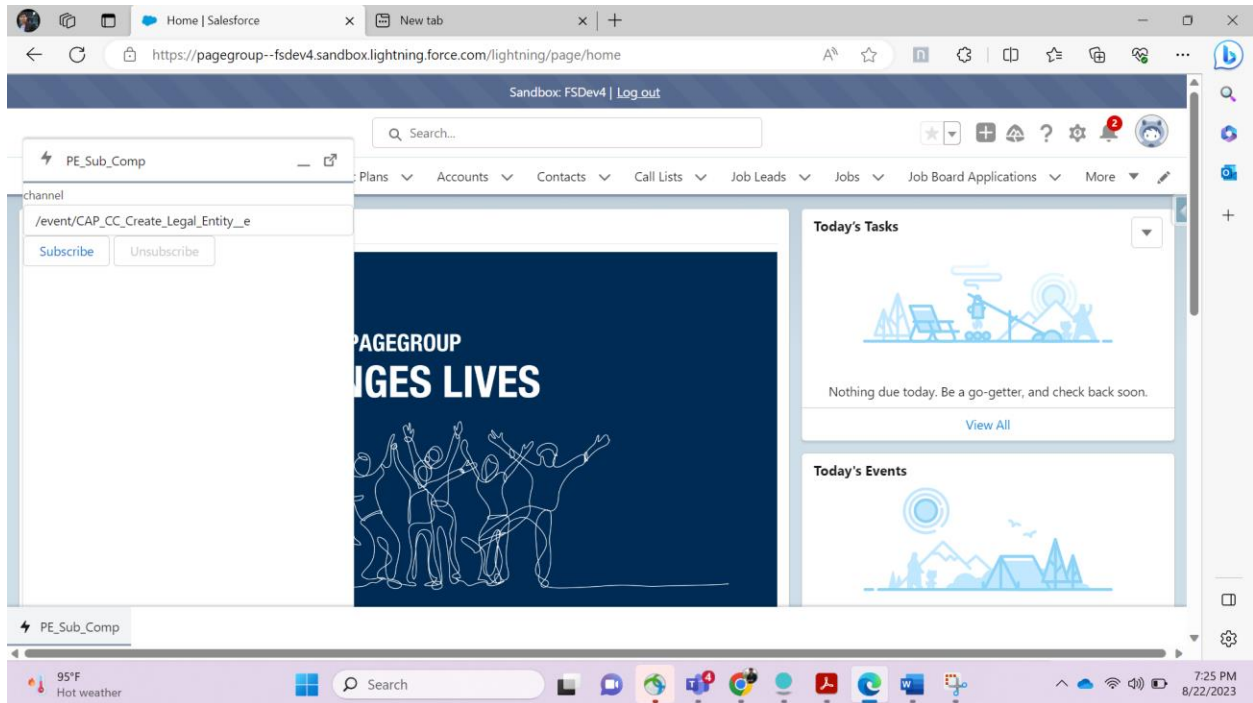 Home | Salesforce
New tab
https://pagegroup--fsdev4.sandbox.lightning.force.com/lightning/page/home
Sandbox: FSDev4 | Log out
Search...
2
PE_Sub_Comp
Plans Accounts Contacts Call Lists Job Leads Jobs Job Board Applications More
channel
/event/CAP_CC_Create_Legal_Entity__e
Subscribe Unsubscribe
PAGEGROUP
NGES LIVES
Today's Tasks
Nothing due today. Be a go-getter, and check back soon.
View All
Today's Events
PE_Sub_Comp
95°F
Hot weather
Search
4
7:25 PM
8/22/2023